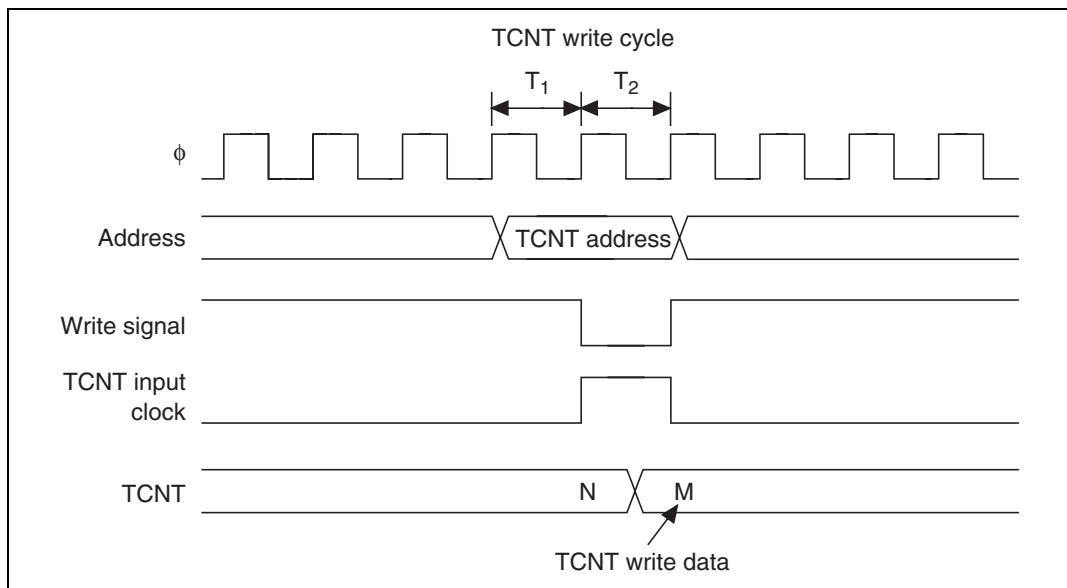 TCNT write cycle
T1 T2
ϕ
Address TCNT address
Write signal
TCNT input
clock
TCNT N M
TCNT write data